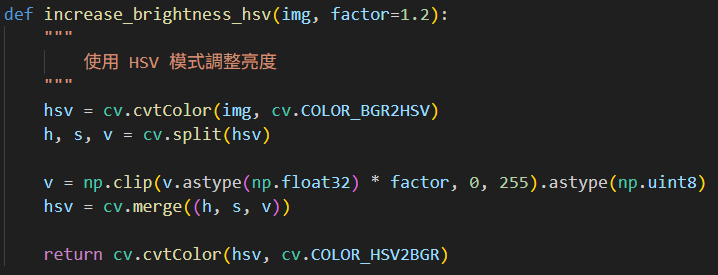 def increase_brightness_hsv(img, factor=1.2):
    """
        使用 HSV 模式調整亮度
    """
    hsv = cv.cvtColor(img, cv.COLOR_BGR2HSV)
    h, s, v = cv.split(hsv)

    v = np.clip(v.astype(np.float32) * factor, 0, 255).astype(np.uint8)
    hsv = cv.merge((h, s, v))

    return cv.cvtColor(hsv, cv.COLOR_HSV2BGR)